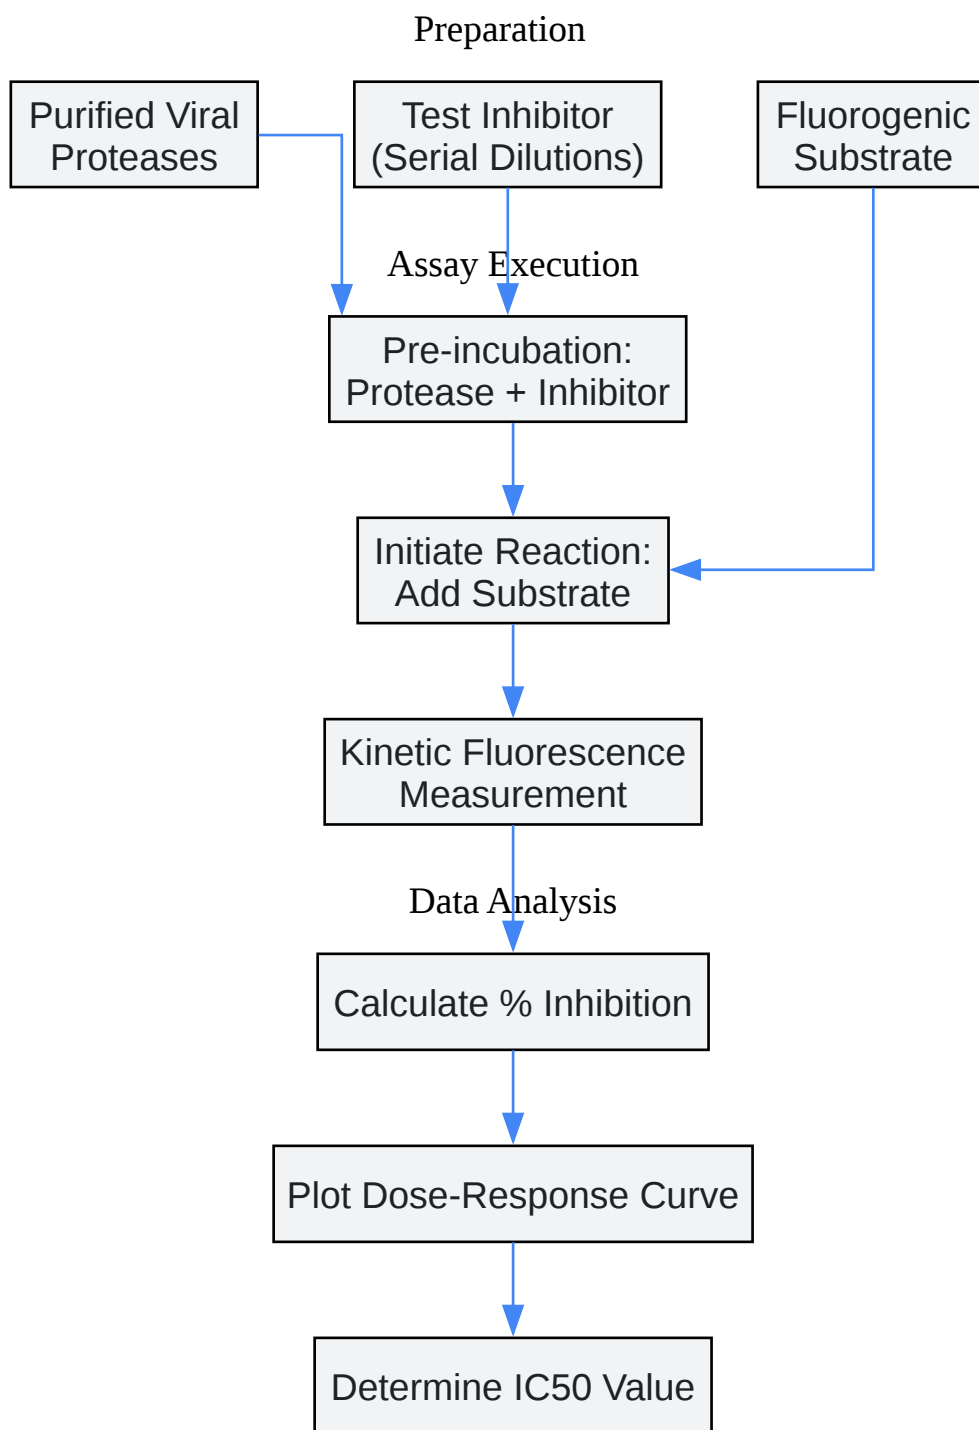 Preparation
Purified Viral
Proteases
Test Inhibitor
(Serial Dilutions)
Fluorogenic
Substrate
Assay Execution
Pre-incubation:
Protease + Inhibitor
Initiate Reaction:
Add Substrate
Kinetic Fluorescence
Measurement
Data Analysis
Calculate % Inhibition
Plot Dose-Response Curve
Determine IC50 Value